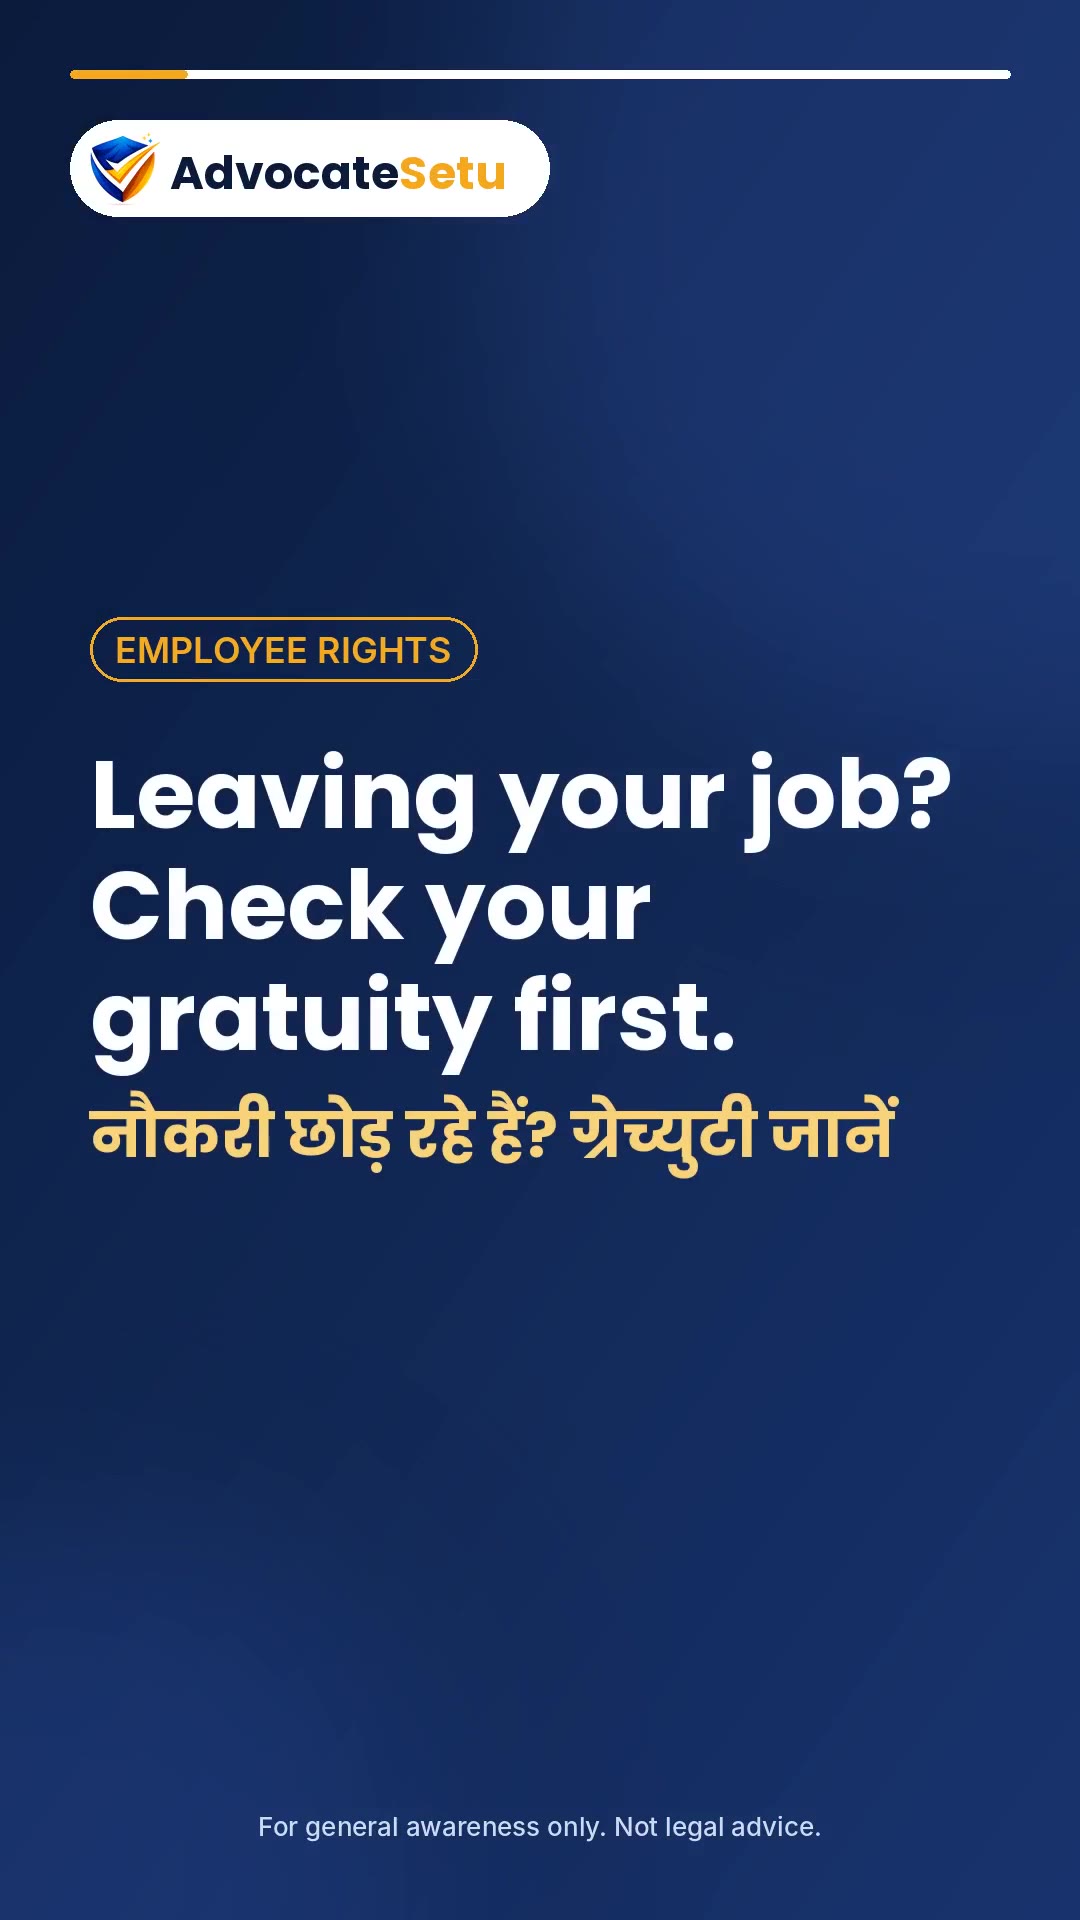 AdvocateSetu
EMPLOYEE RIGHTS
Leaving your job?
Check your
gratuity first.
नौकरी छोड़ रहे हैं? ग्रेच्युटी जानें
For general awareness only. Not legal advice.